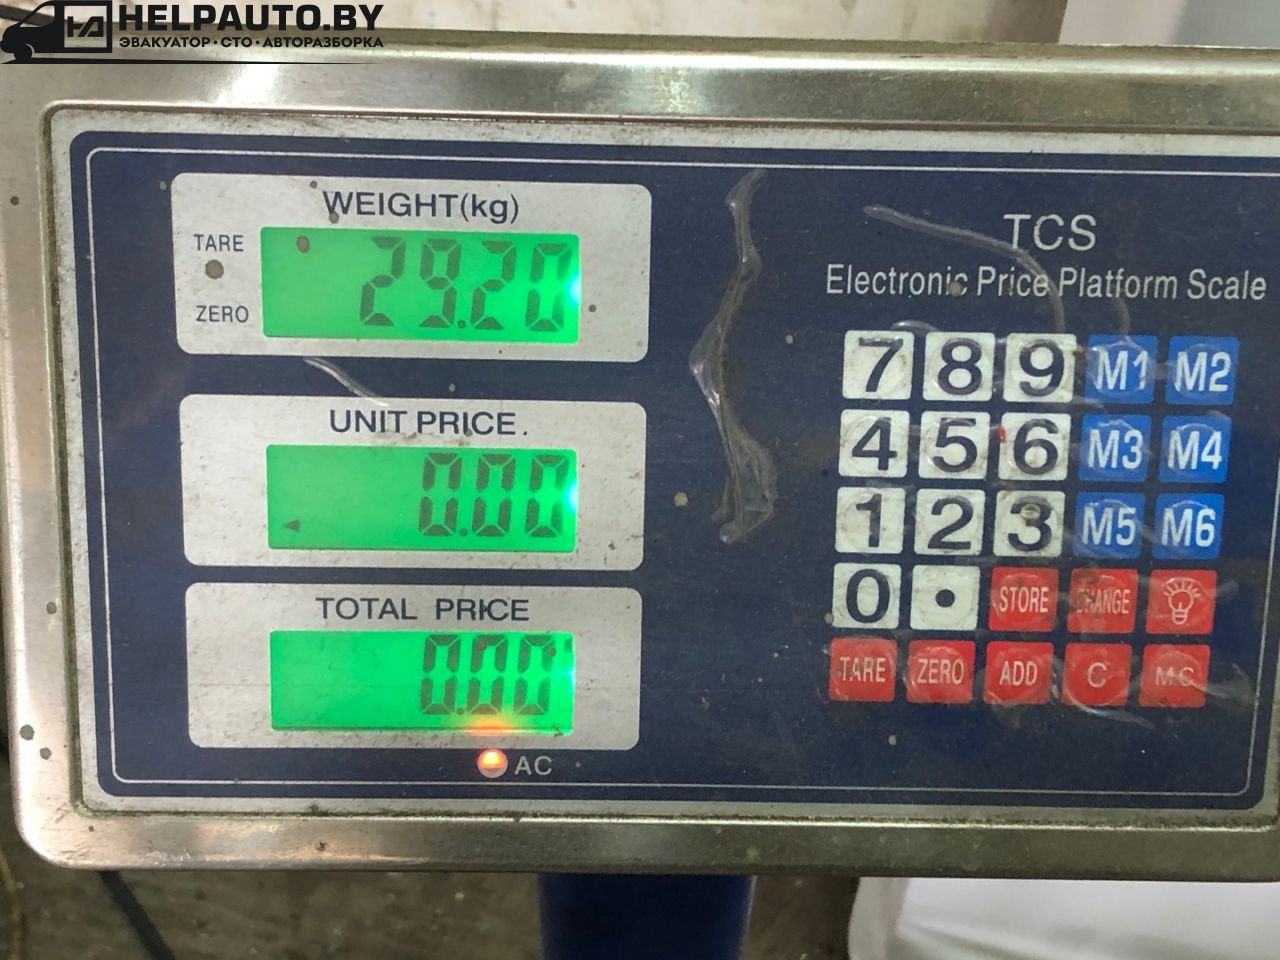 HELPAUTO.BY
ЭВАКУАТОР · СТО · АВТОРАЗБОРКА
WEIGHT(kg)
TARE
29.20
ZERO
UNIT PRICE
0.00
TOTAL PRICE
0.00
AC
TCS
Electronic Price Platform Scale
7 8 9 M1 M2
4 5 6 M3 M4
1 2 3 M5 M6
0 . STORE CHANGE
TARE ZERO ADD C MC